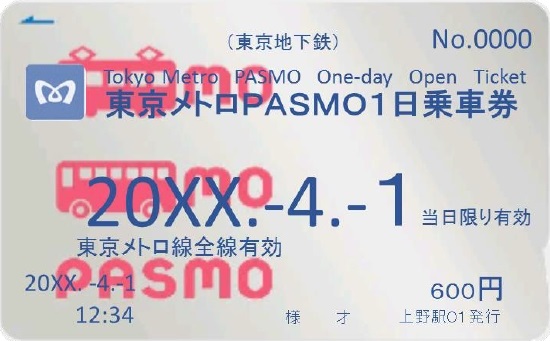 （東京地下鉄）
No.0000
Tokyo Metro PASMO One-day Open Ticket
東京メトロPASMO１日乗車券
PASMO
20XX.-4.-1 当日限り有効
東京メトロ線全線有効
PASMO
20XX. -4.-1
600円
12:34
様 才 上野駅01発行